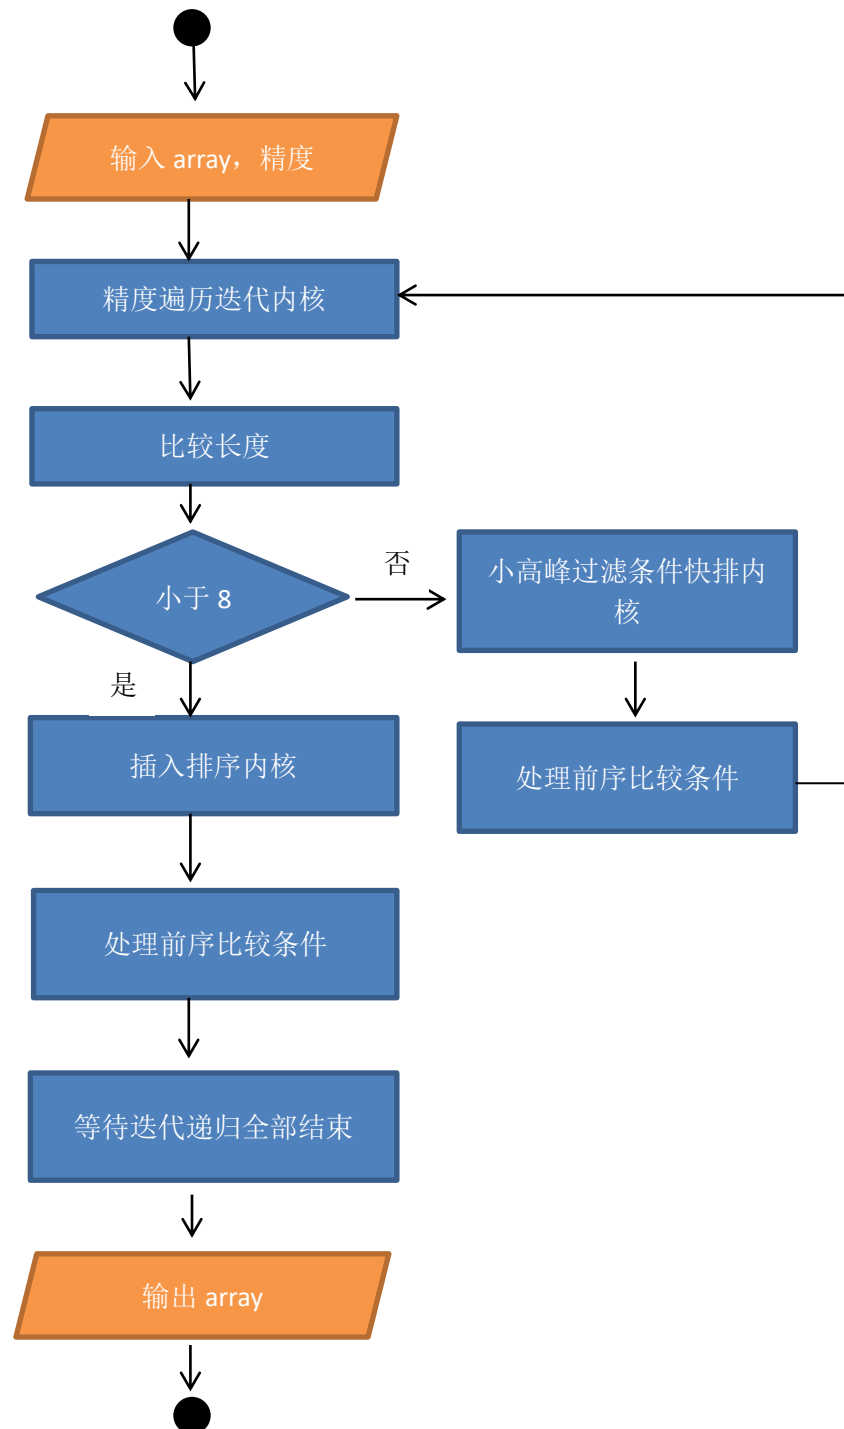 输入 array，精度
精度遍历迭代内核
比较长度
小于 8
否
小高峰过滤条件快排内
核
是
插入排序内核
处理前序比较条件
处理前序比较条件
等待迭代递归全部结束
输出 array